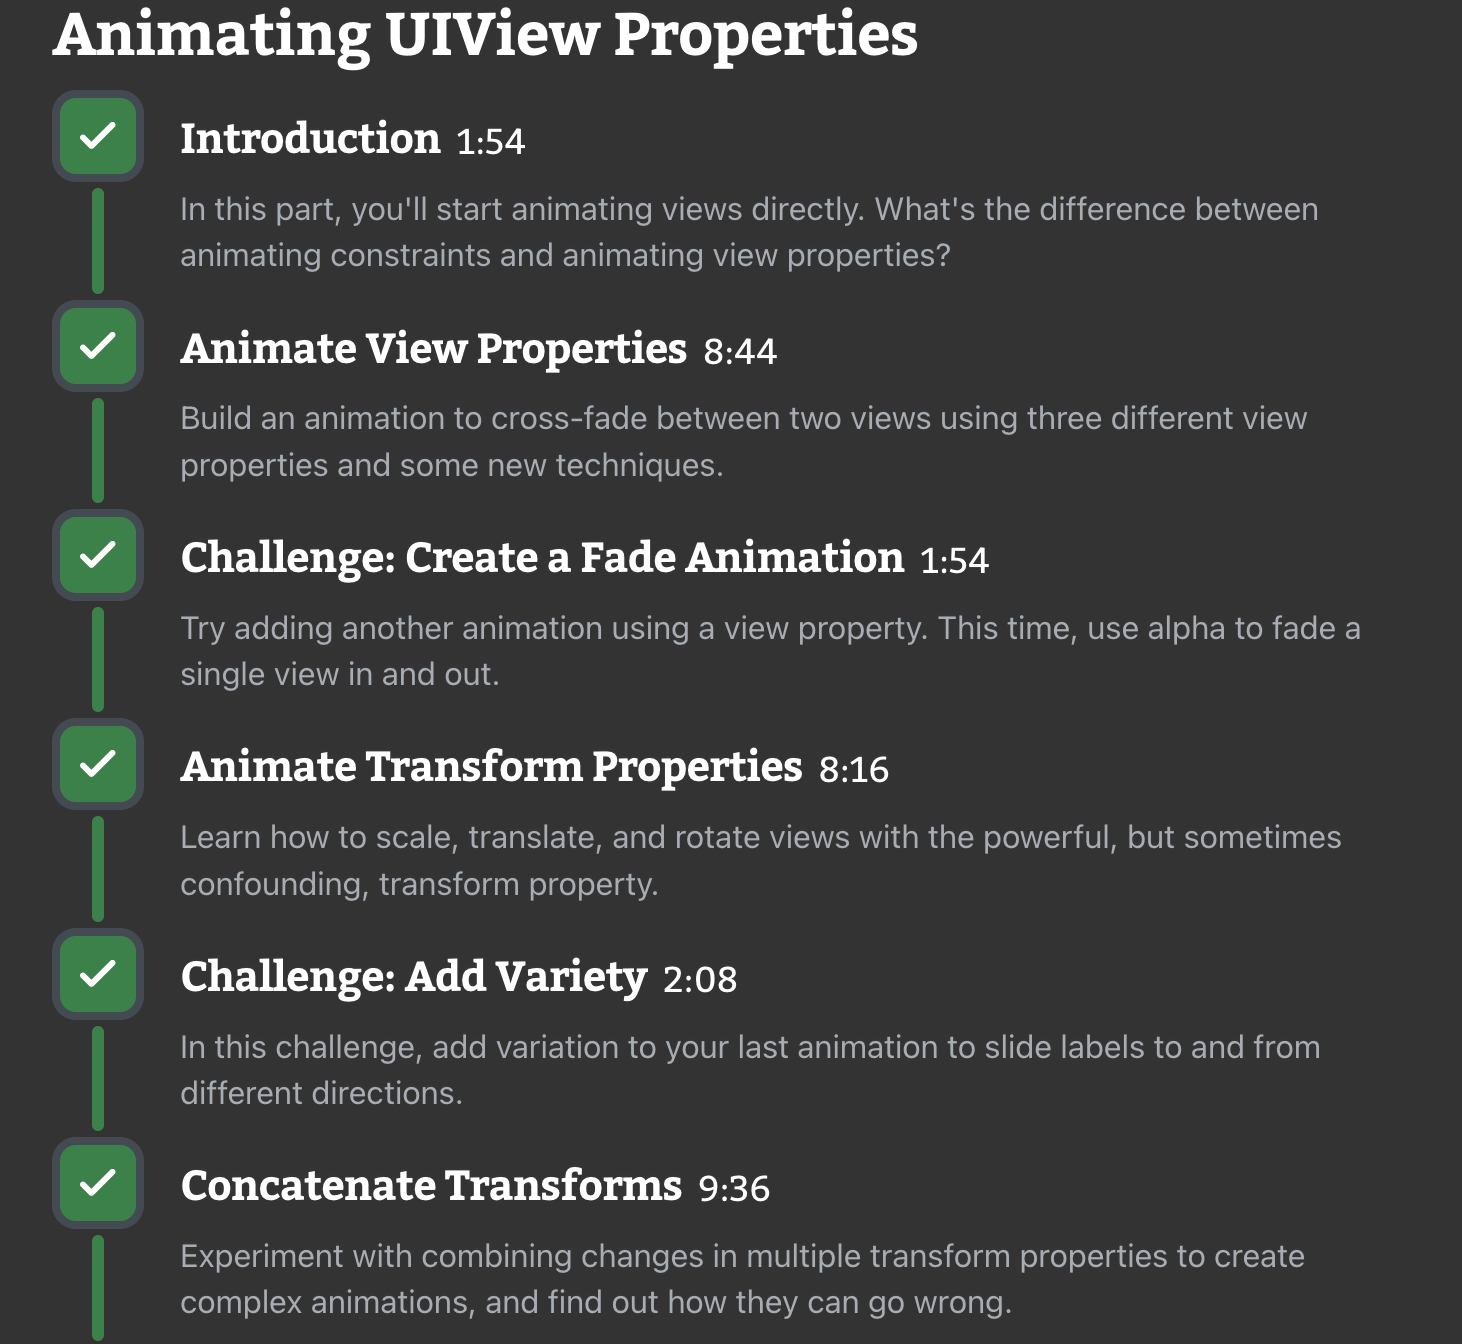 Animating UIView Properties
Introduction 1:54
In this part, you'll start animating views directly. What's the difference between
animating constraints and animating view properties?
Animate View Properties 8:44
Build an animation to cross-fade between two views using three different view
properties and some new techniques.
Challenge: Create a Fade Animation 1:54
Try adding another animation using a view property. This time, use alpha to fade a
single view in and out.
Animate Transform Properties 8:16
Learn how to scale, translate, and rotate views with the powerful, but sometimes
confounding, transform property.
Challenge: Add Variety 2:08
In this challenge, add variation to your last animation to slide labels to and from
different directions.
Concatenate Transforms 9:36
Experiment with combining changes in multiple transform properties to create
complex animations, and find out how they can go wrong.